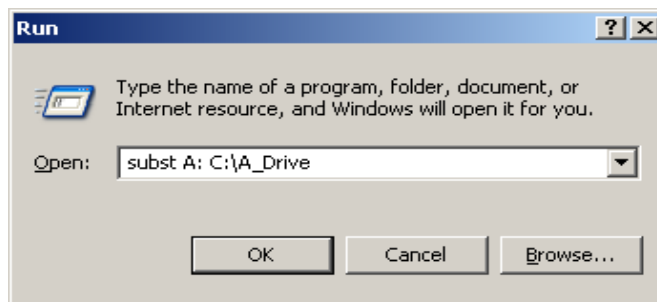 Run
Type the name of a program, folder, document, or
Internet resource, and Windows will open it for you.
Open: subst A: C:\A_Drive
OK Cancel Browse...